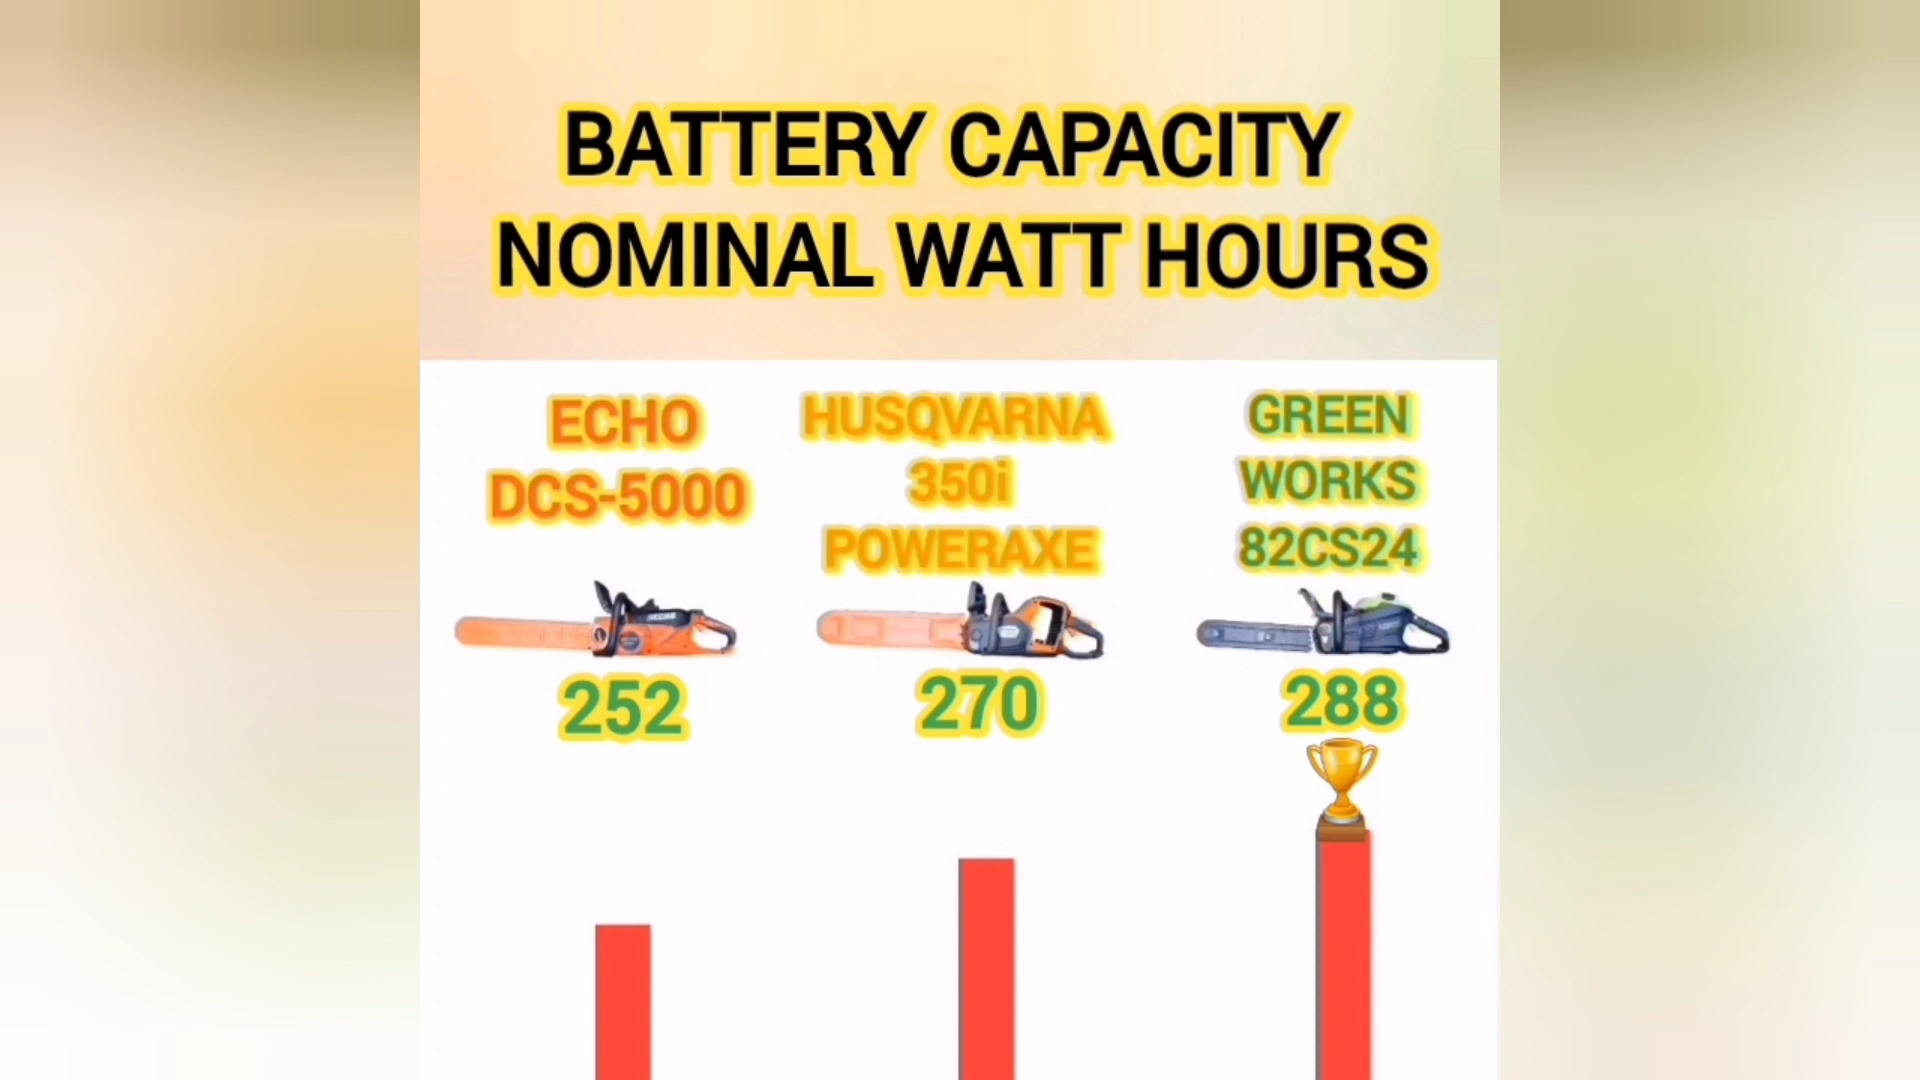 BATTERY CAPACITY
NOMINAL WATT HOURS
ECHO
DCS-5000
HUSQVARNA
350i
POWERAXE
GREEN
WORKS
82CS24
252
270
288